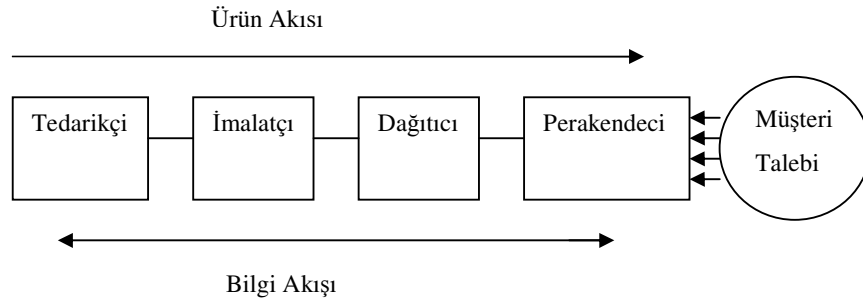 Ürün Akısı
Tedarikçi
İmalatçı
Dağıtıcı
Perakendeci
Müşteri
Talebi
Bilgi Akışı